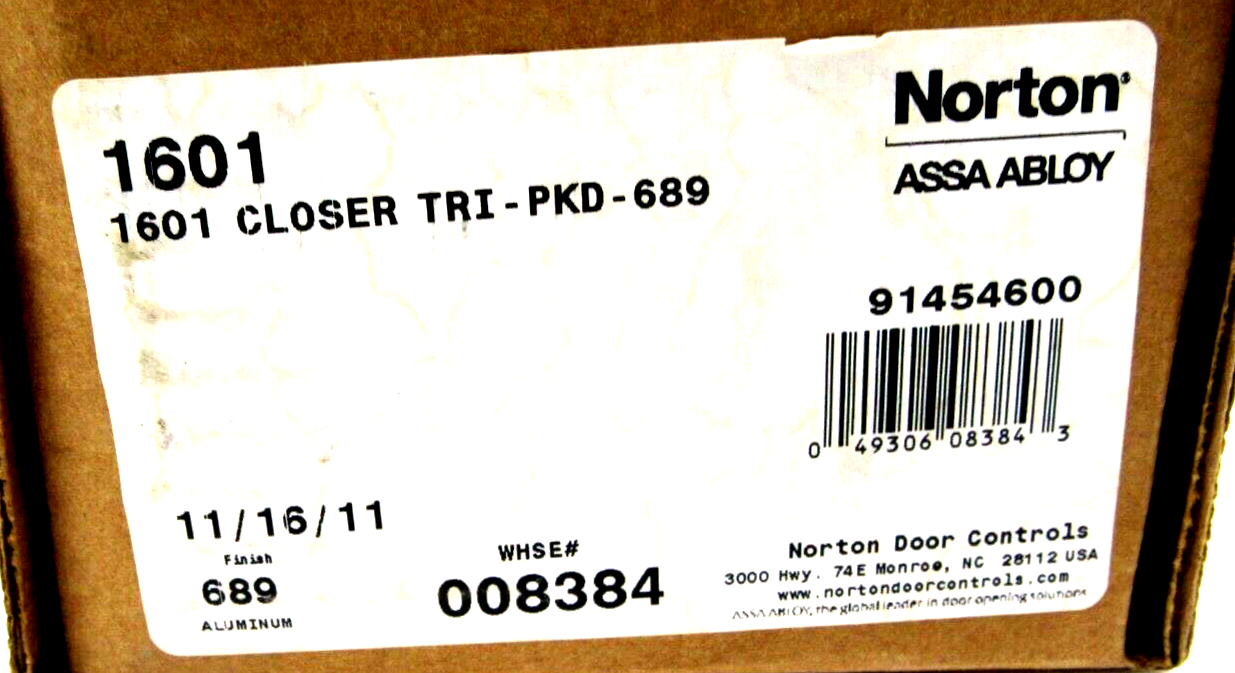 1601
1601 CLOSER TRI-PKD-689
Norton®
ASSA ABLOY
91454600
0 49306 08384 3
11/16/11
Finish
689
ALUMINUM
WHSE#
008384
Norton Door Controls
3000 Hwy. 74E Monroe, NC 28112 USA
www.nortondoorcontrols.com
ASSA ABLOY, the global leader in door opening solutions